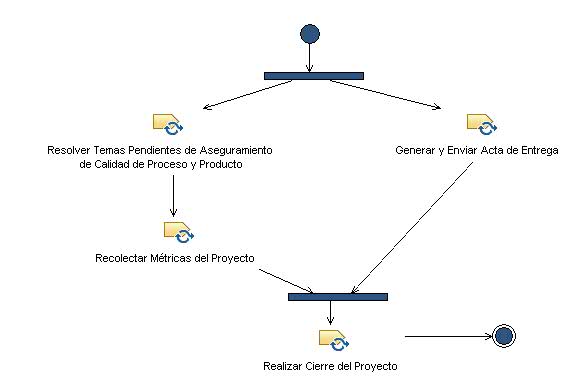 Resolver Temas Pendientes de Aseguramiento
de Calidad de Proceso y Producto
Generar y Enviar Acta de Entrega
Recolectar Métricas del Proyecto
Realizar Cierre del Proyecto